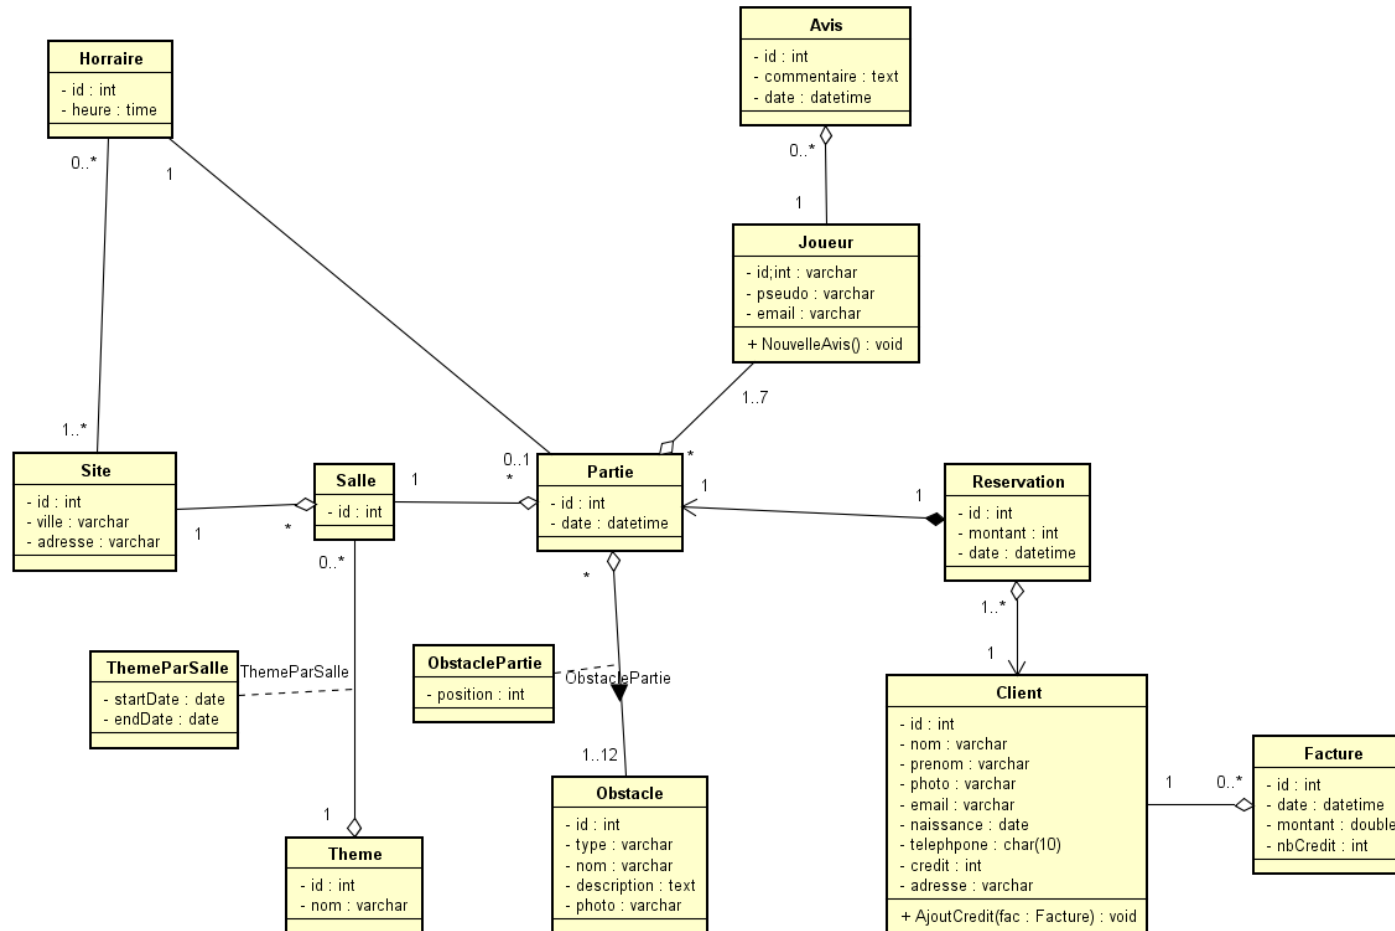 Avis
- id : int
- commentaire : text
- date : datetime
Horraire
- id : int
- heure : time
0..*
1
0..*
1
Joueur
- id;int : varchar
- pseudo : varchar
- email : varchar
+ NouvelleAvis() : void
1..7
*
1..*
0..1
*
Site
- id : int
- ville : varchar
- adresse : varchar
1
*
Salle
- id : int
1
0..*
Partie
- id : int
- date : datetime
1
1
*
Reservation
- id : int
- montant : int
- date : datetime
1..*
1
ThemeParSalle
- startDate : date
- endDate : date
ThemeParSalle
ObstaclePartie
- position : int
ObstaclePartie
1..12
1
Theme
- id : int
- nom : varchar
Obstacle
- id : int
- type : varchar
- nom : varchar
- description : text
- photo : varchar
Client
- id : int
- nom : varchar
- prenom : varchar
- photo : varchar
- email : varchar
- naissance : date
- telephpone : char(10)
- credit : int
- adresse : varchar
+ AjoutCredit(fac : Facture) : void
1
0..*
Facture
- id : int
- date : datetime
- montant : double
- nbCredit : int